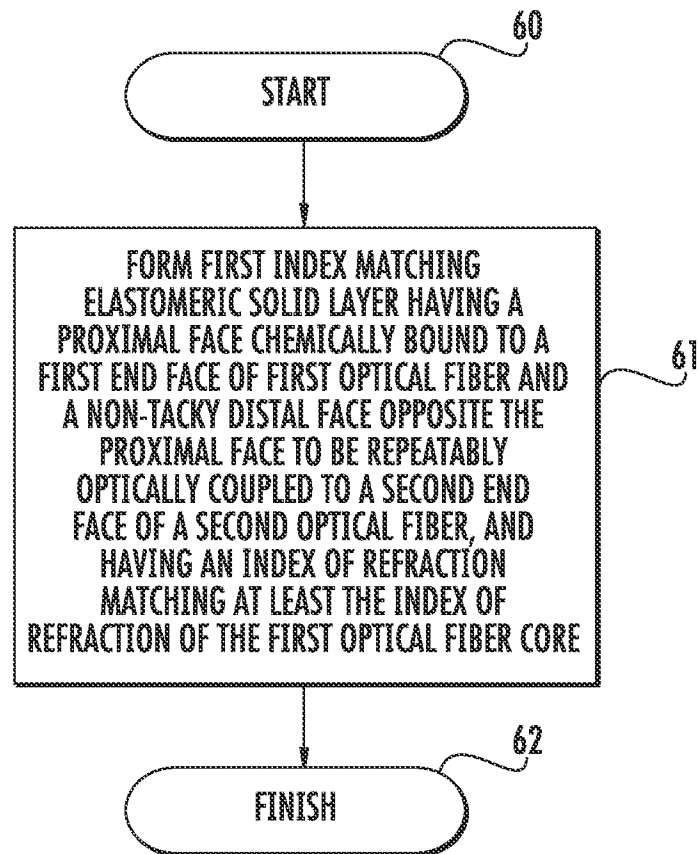 60
START
FORM FIRST INDEX MATCHING
ELASTOMERIC SOLID LAYER HAVING A
PROXIMAL FACE CHEMICALLY BOUND TO A
FIRST END FACE OF FIRST OPTICAL FIBER AND
A NON-TACKY DISTAL FACE OPPOSITE THE
PROXIMAL FACE TO BE REPEATABLY
OPTICALLY COUPLED TO A SECOND END
FACE OF A SECOND OPTICAL FIBER, AND
HAVING AN INDEX OF REFRACTION
MATCHING AT LEAST THE INDEX OF
REFRACTION OF THE FIRST OPTICAL FIBER CORE
61
62
FINISH